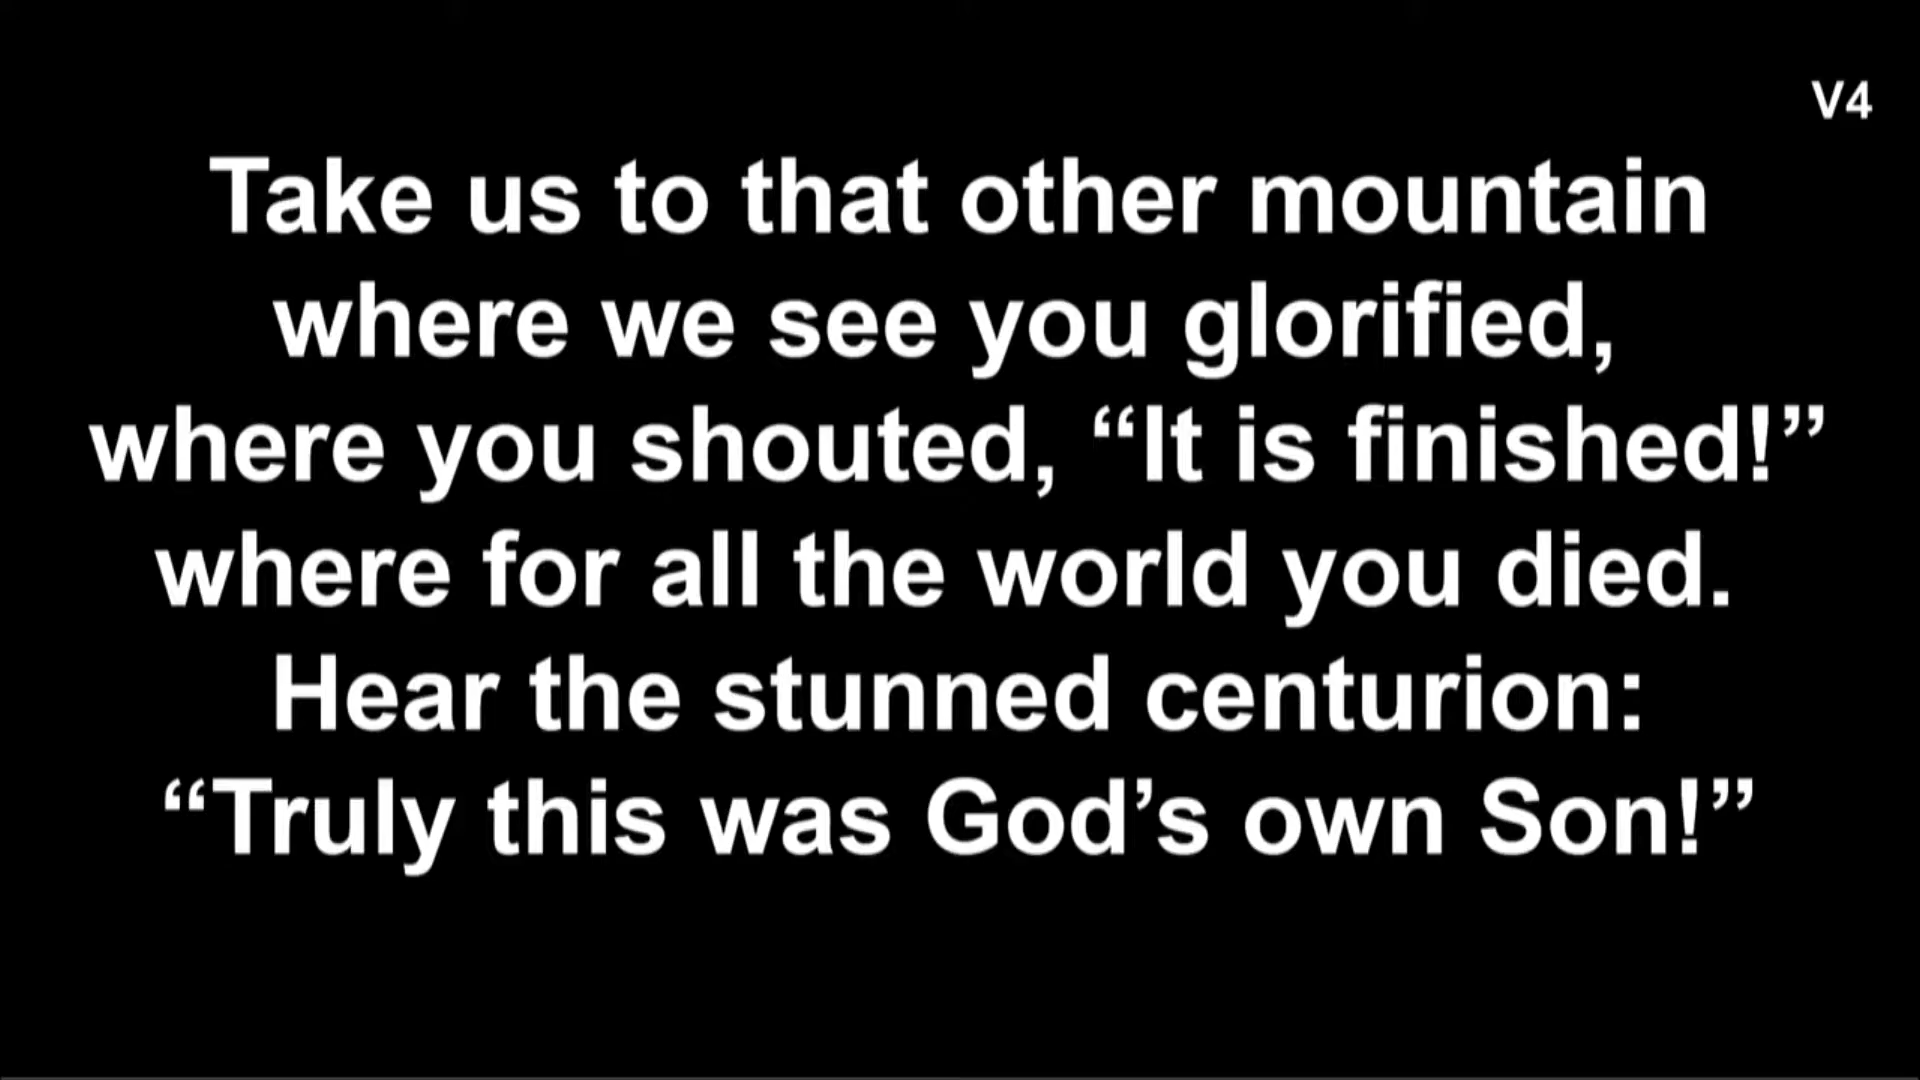 V4
Take us to that other mountain
where we see you glorified,
where you shouted, “It is finished!”
where for all the world you died.
Hear the stunned centurion:
“Truly this was God’s own Son!”